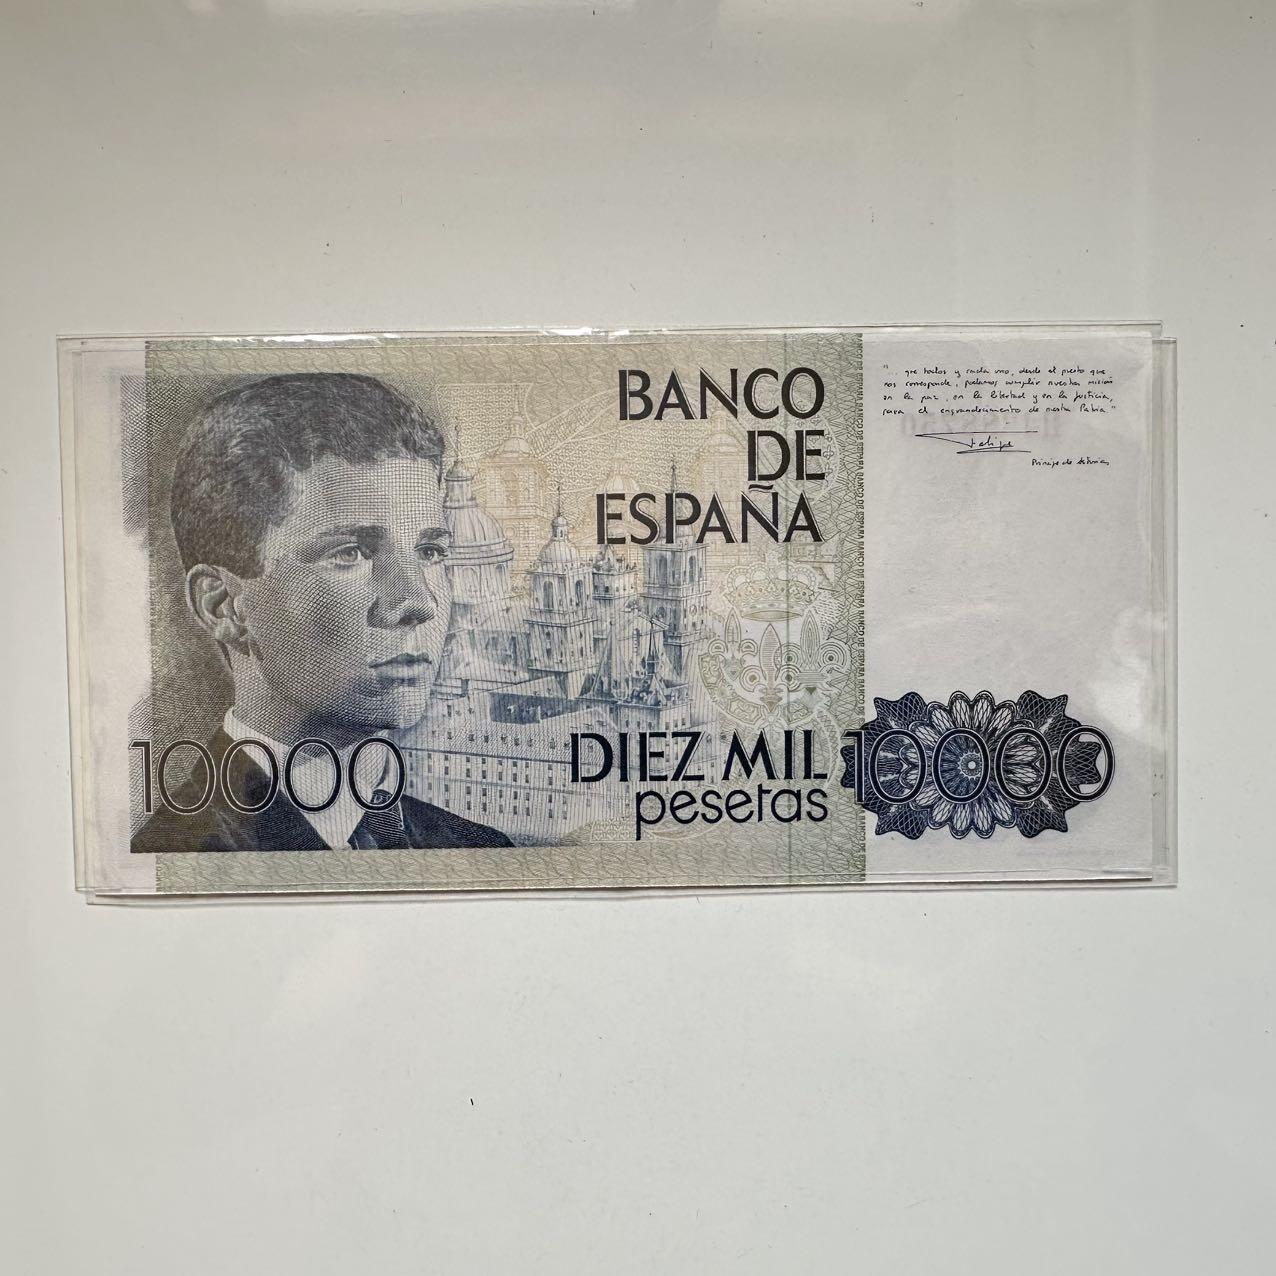 BANCO
DE
ESPAÑA
"... que todos y cada uno, desde el puesto que
nos corresponde, podamos cumplir nuestra misión
en la paz, en la libertad y en la justicia,
para el engrandecimiento de nuestra Patria"
Felipe
Príncipe de Asturias
10000
DIEZ MIL
pesetas
10000